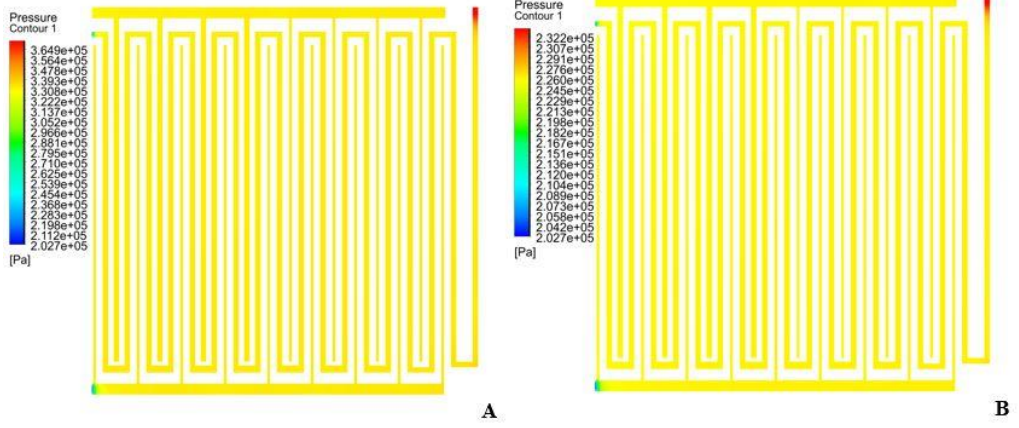 Pressure
Contour 1
3.649e+05
3.564e+05
3.478e+05
3.393e+05
3.308e+05
3.222e+05
3.137e+05
3.052e+05
2.966e+05
2.881e+05
2.795e+05
2.710e+05
2.625e+05
2.539e+05
2.454e+05
2.368e+05
2.283e+05
2.198e+05
2.112e+05
2.027e+05
[Pa]
A
Pressure
Contour 1
2.322e+05
2.307e+05
2.291e+05
2.276e+05
2.260e+05
2.245e+05
2.229e+05
2.213e+05
2.198e+05
2.182e+05
2.167e+05
2.151e+05
2.136e+05
2.120e+05
2.104e+05
2.089e+05
2.073e+05
2.058e+05
2.042e+05
2.027e+05
[Pa]
B